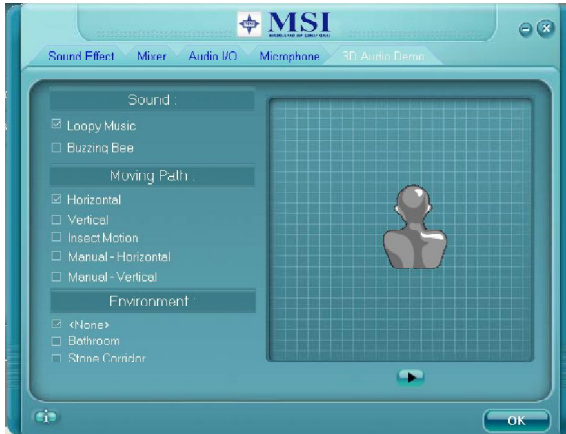 MSI
Sound Effect
Mixer
Audio I/O
Microphone
3D Audio Demo
Sound :
Loopy Music
Buzzing Bee
Moving Path :
Horizontal
Vertical
Insect Motion
Manual - Horizontal
Manual - Vertical
Environment :
<None>
Bathroom
Stone Corridor
OK